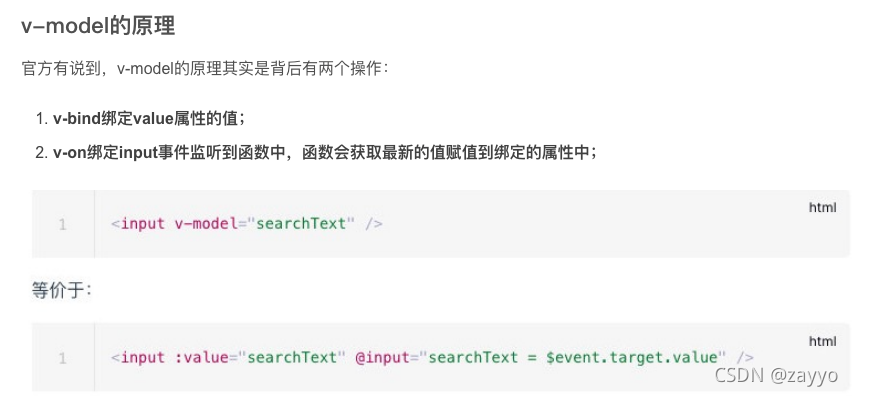 v-model的原理
官方有说到，v-model的原理其实是背后有两个操作：
1. v-bind绑定value属性的值；
2. v-on绑定input事件监听到函数中，函数会获取最新的值赋值到绑定的属性中；
html
1 <input v-model="searchText" />
等价于：
html
1 <input :value="searchText" @input="searchText = $event.target.value" />
CSDN @zayyo